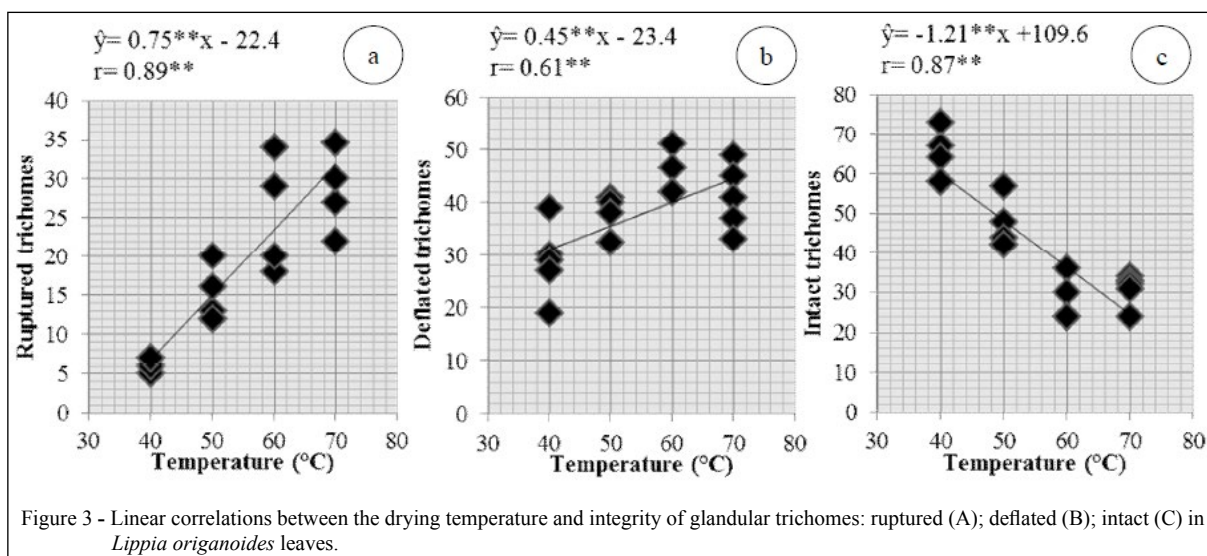 ŷ= 0.75**x - 22.4
r= 0.89**
a
Ruptured trichomes
40
35
30
25
20
15
10
5
0
30 40 50 60 70 80
Temperature (°C)
ŷ= 0.45**x - 23.4
r= 0.61**
b
Deflated trichomes
60
50
40
30
20
10
0
30 40 50 60 70 80
Temperature (°C)
ŷ= -1.21**x +109.6
r= 0.87**
c
Intact trichomes
80
70
60
50
40
30
20
10
0
30 40 50 60 70 80
Temperature (°C)
Figure 3 - Linear correlations between the drying temperature and integrity of glandular trichomes: ruptured (A); deflated (B); intact (C) in
Lippia origanoides leaves.